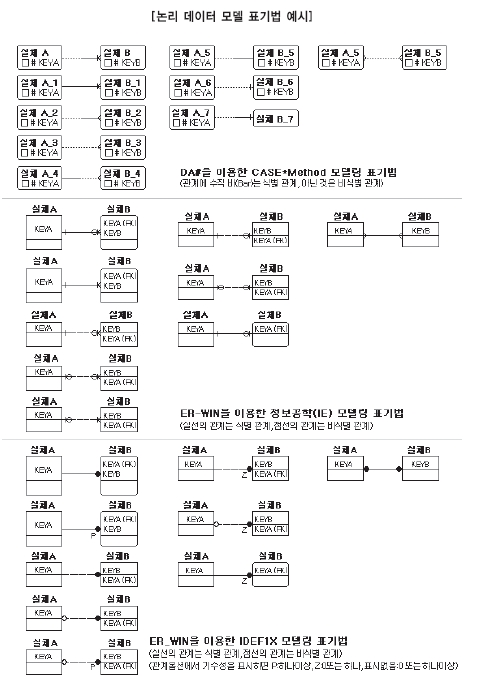 [논리 데이터 모델 표기법 예시]
실체 A 실체 B 실체 A_5 실체 B_5 실체 A_5 실체 B_5
□# KEYA □# KEYB □# KEYA □# KEYB □# KEYA □# KEYB
실체 A_1 실체 B_1 실체 A_6 실체 B_6
□# KEYA □# KEYB □# KEYA □# KEYB
실체 A_2 실체 B_2 실체 A_7 실체 B_7
□# KEYA □# KEYB □# KEYA
실체 A_3 실체 B_3
□# KEYA □# KEYB
실체 A_4 실체 B_4
□# KEYA □# KEYB
DA#을 이용한 CASE*Method 모델링 표기법
(관계에 수직 바(Bar)는 식별 관계, 아닌 것은 비식별 관계)
실체A 실체B 실체A 실체B 실체A 실체B
KEYA KEYA (FK) KEYA KEYB KEYA KEYB
KEYB KEYA (FK)
실체A 실체B 실체A 실체B
KEYA KEYA (FK) KEYA KEYB
KEYB KEYA (FK)
실체A 실체B 실체A 실체B
KEYA KEYB KEYA KEYA (FK)
KEYA (FK)
실체A 실체B
KEYA KEYB
KEYA (FK)
실체A 실체B
KEYA KEYB
KEYA (FK)
ER-WIN을 이용한 정보공학(IE) 모델링 표기법
(실선의 관계는 식별 관계,점선의 관계는 비식별 관계)
실체A 실체B 실체A 실체B 실체A 실체B
KEYA KEYA (FK) KEYA KEYB KEYA KEYB
KEYB Z KEYA (FK)
실체A 실체B 실체A 실체B
KEYA KEYA (FK) KEYA KEYB
KEYB Z KEYA (FK)
P
실체A 실체B 실체A 실체B
KEYA KEYB KEYA KEYA (FK)
KEYA (FK) Z
실체A 실체B
KEYA KEYB
KEYA (FK)
실체A 실체B
KEYA KEYB
P KEYA (FK)
ER_WIN을 이용한 IDEF1X 모델링 표기법
(실선의 관계는 식별 관계,점선의 관계는 비식별 관계)
(관계옵션에서 기수성을 표시하면 P:하나이상, Z:0또는 하나,표시없음:0 또는 하나이상)